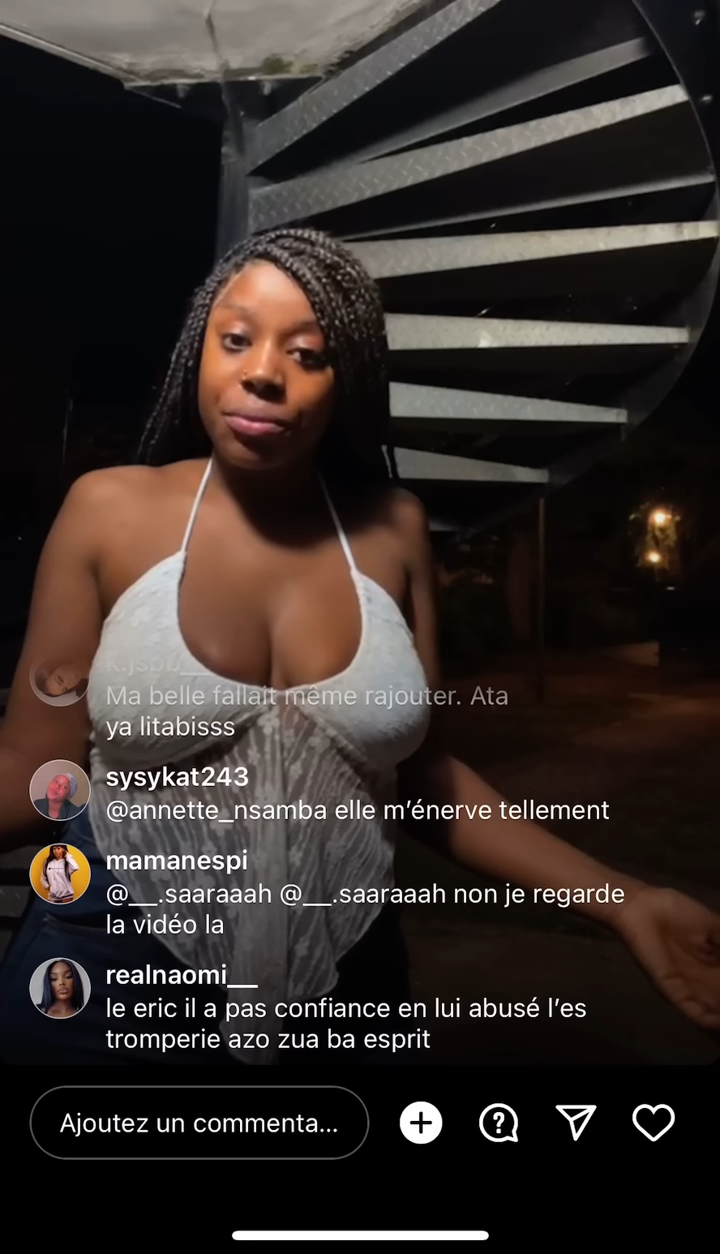 k.jsbb__
Ma belle fallait même rajouter. Ata
ya litabisss
sysykat243
@annette_nsamba elle m’énerve tellement
mamanespi
@__.saaraaah @__.saaraaah non je regarde
la vidéo la
realnaomi__
le eric il a pas confiance en lui abusé l’es
tromperie azo zua ba esprit
Ajoutez un commenta...